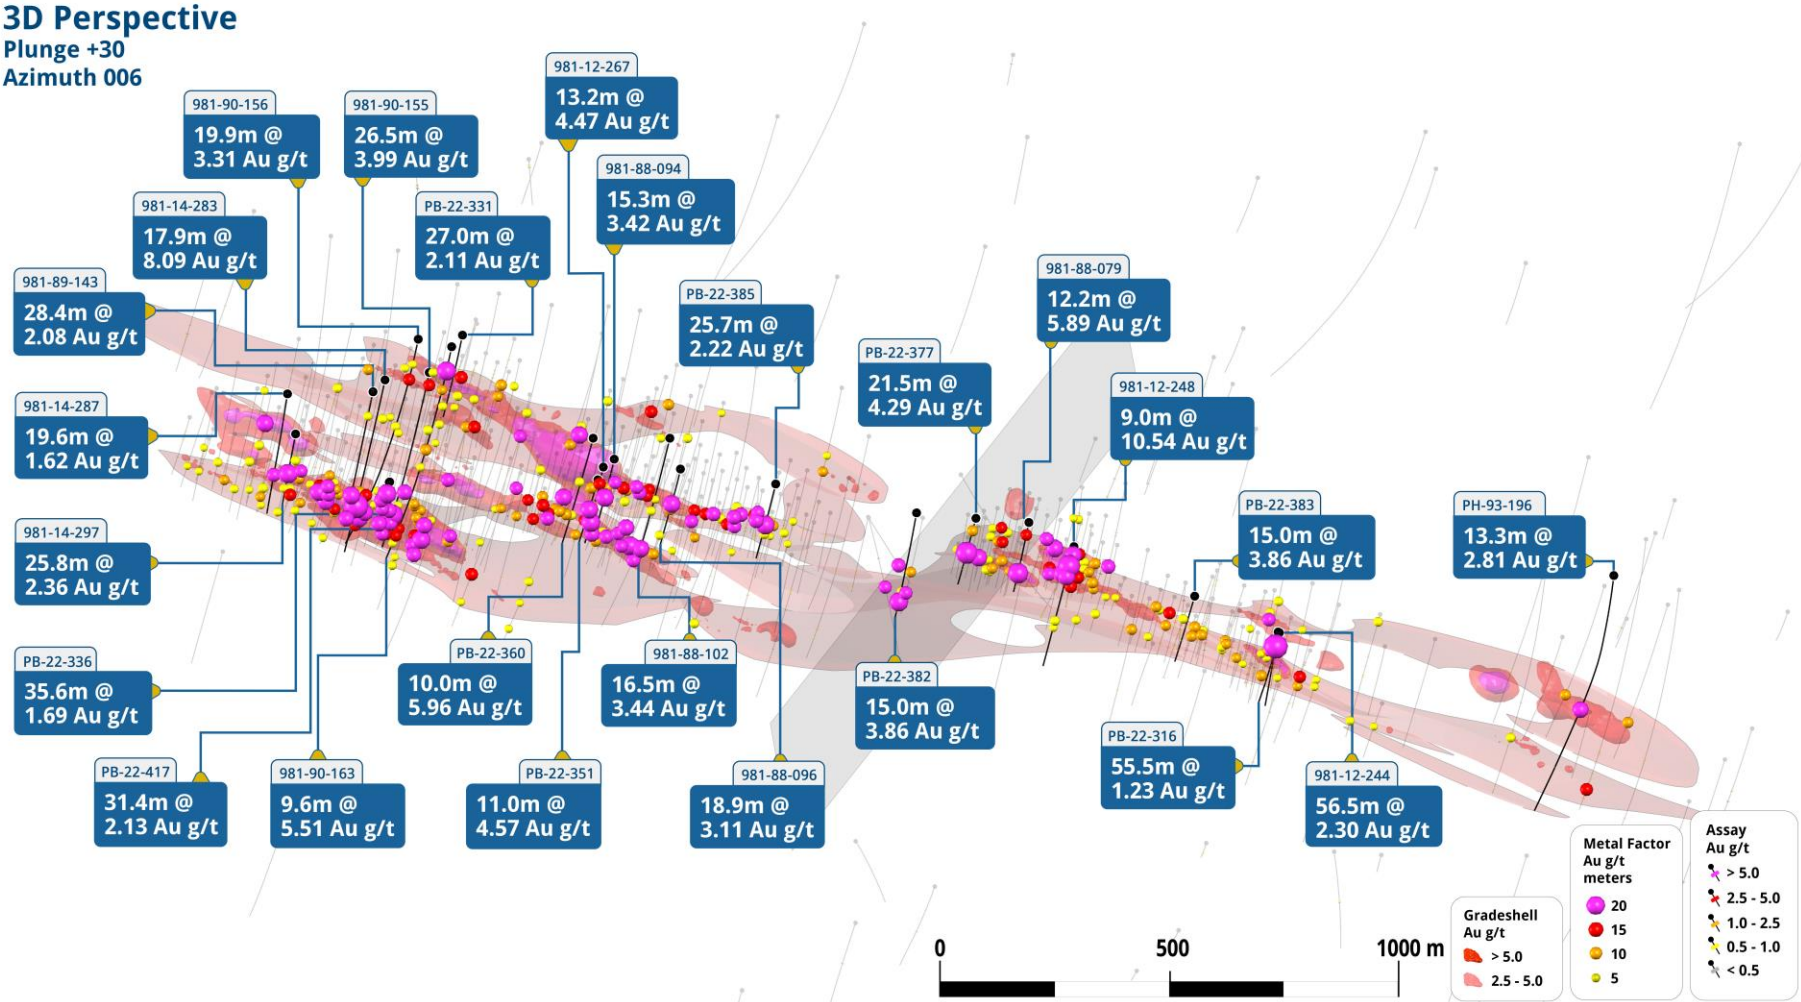 3D Perspective
Plunge +30
Azimuth 006
981-12-267
13.2m @
4.47 Au g/t
981-90-156
19.9m @
3.31 Au g/t
981-90-155
26.5m @
3.99 Au g/t
981-88-094
15.3m @
3.42 Au g/t
981-14-283
17.9m @
8.09 Au g/t
PB-22-331
27.0m @
2.11 Au g/t
981-89-143
28.4m @
2.08 Au g/t
PB-22-385
25.7m @
2.22 Au g/t
981-88-079
12.2m @
5.89 Au g/t
PB-22-377
21.5m @
4.29 Au g/t
981-12-248
9.0m @
10.54 Au g/t
981-14-287
19.6m @
1.62 Au g/t
PB-22-383
15.0m @
3.86 Au g/t
PH-93-196
13.3m @
2.81 Au g/t
981-14-297
25.8m @
2.36 Au g/t
PB-22-336
35.6m @
1.69 Au g/t
PB-22-360
10.0m @
5.96 Au g/t
981-88-102
16.5m @
3.44 Au g/t
PB-22-382
15.0m @
3.86 Au g/t
PB-22-316
55.5m @
1.23 Au g/t
PB-22-417
31.4m @
2.13 Au g/t
981-90-163
9.6m @
5.51 Au g/t
PB-22-351
11.0m @
4.57 Au g/t
981-88-096
18.9m @
3.11 Au g/t
981-12-244
56.5m @
2.30 Au g/t
0
500
1000 m
Gradeshell
Au g/t
> 5.0
2.5 - 5.0
Metal Factor
Au g/t
meters
20
15
10
5
Assay
Au g/t
> 5.0
2.5 - 5.0
1.0 - 2.5
0.5 - 1.0
< 0.5